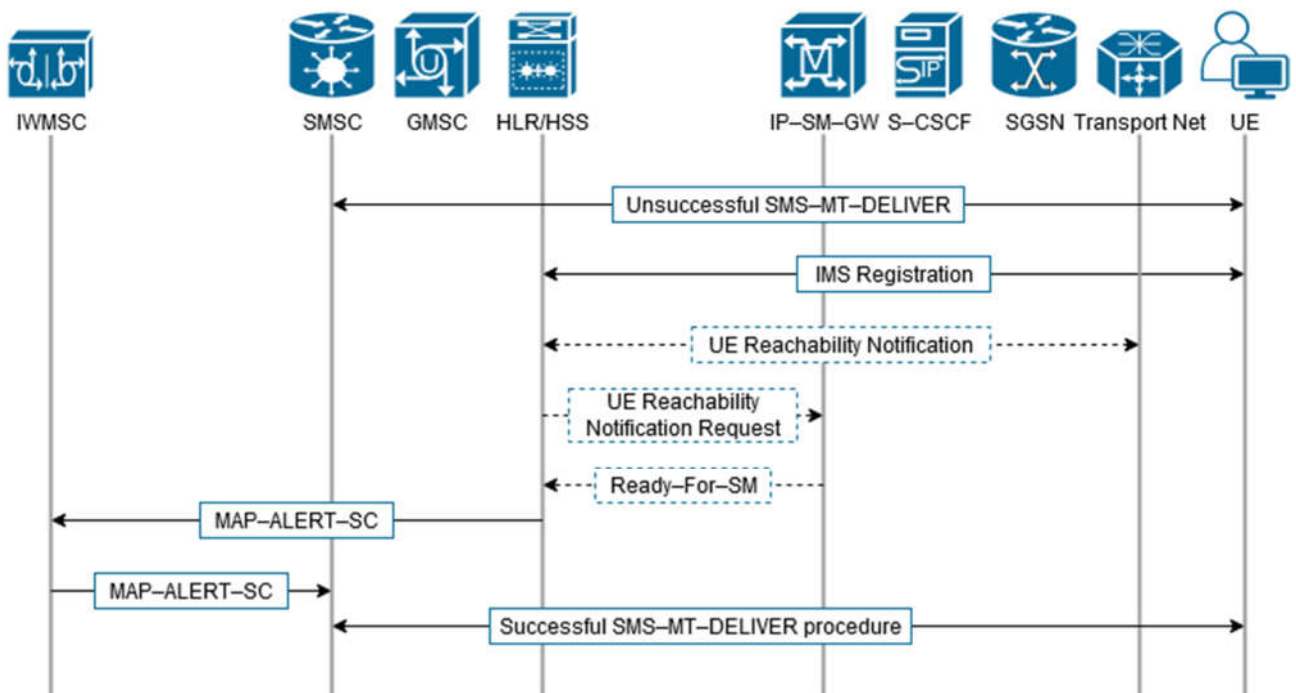 U
V
SIP
IWMSC
SMSC
GMSC
HLR/HSS
IP–SM–GW
S–CSCF
SGSN
Transport Net
UE
Unsuccessful SMS–MT–DELIVER
IMS Registration
UE Reachability Notification
UE Reachability
Notification Request
Ready–For–SM
MAP–ALERT–SC
MAP–ALERT–SC
Successful SMS–MT–DELIVER procedure